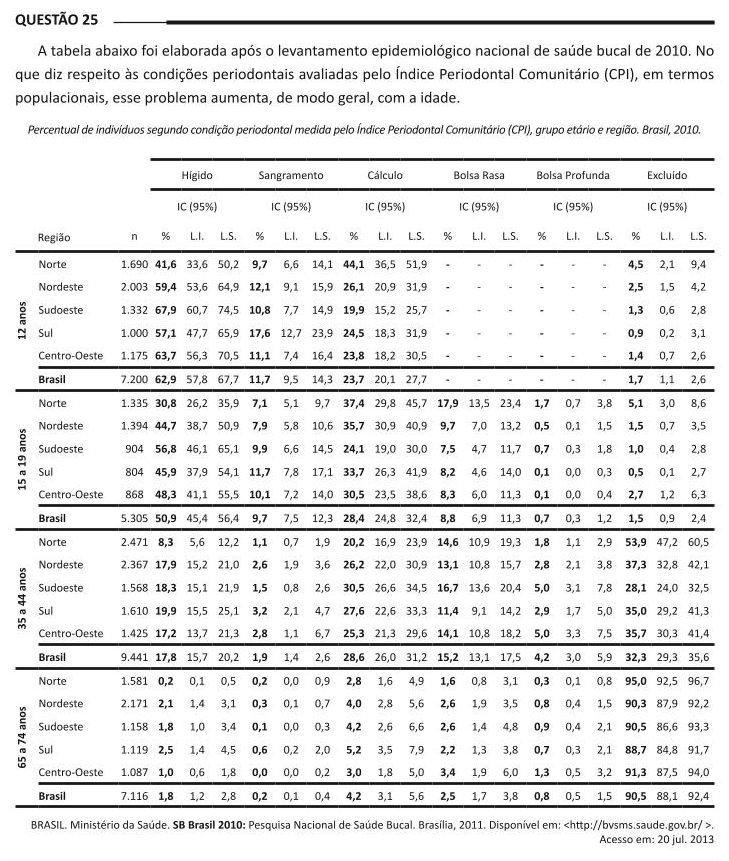 QUESTÃO 25
A tabela abaixo foi elaborada após o levantamento epidemiológico nacional de saúde bucal de 2010. No
que diz respeito às condições periodontais avaliadas pelo Índice Periodontal Comunitário (CPI), em termos
populacionais, esse problema aumenta, de modo geral, com a idade.
Percentual de indivíduos segundo condição periodontal medida pelo Índice Periodontal Comunitário (CPI), grupo etário e região. Brasil, 2010.
Hígido Sangramento Cálculo Bolsa Rasa Bolsa Profunda Excluído
IC (95%) IC (95%) IC (95%) IC (95%) IC (95%) IC (95%)
Região n % L.I. L.S. % L.I. L.S. % L.I. L.S. % L.I. L.S. % L.I. L.S. % L.I. L.S.
12 anos
Norte 1.690 41,6 33,6 50,2 9,7 6,6 14,1 44,1 36,5 51,9 - - - - - - 4,5 2,1 9,4
Nordeste 2.003 59,4 53,6 64,9 12,1 9,1 15,9 26,1 20,9 31,9 - - - - - - 2,5 1,5 4,2
Sudoeste 1.332 67,9 60,7 74,5 10,8 7,7 14,9 19,9 15,2 25,7 - - - - - - 1,3 0,6 2,8
Sul 1.000 57,1 47,7 65,9 17,6 12,7 23,9 24,5 18,3 31,9 - - - - - - 0,9 0,2 3,1
Centro-Oeste 1.175 63,7 56,3 70,5 11,1 7,4 16,4 23,8 18,2 30,5 - - - - - - 1,4 0,7 2,6
Brasil 7.200 62,9 57,8 67,7 11,7 9,5 14,3 23,7 20,1 27,7 - - - - - - 1,7 1,1 2,6
15 a 19 anos
Norte 1.335 30,8 26,2 35,9 7,1 5,1 9,7 37,4 29,8 45,7 17,9 13,5 23,4 1,7 0,7 3,8 5,1 3,0 8,6
Nordeste 1.394 44,7 38,7 50,9 7,9 5,8 10,6 35,7 30,9 40,9 9,7 7,0 13,2 0,5 0,1 1,5 1,5 0,7 3,5
Sudoeste 904 56,8 46,1 65,1 9,9 6,6 14,5 24,1 19,0 30,0 7,5 4,7 11,7 0,7 0,3 1,8 1,0 0,4 2,8
Sul 804 45,9 37,9 54,1 11,7 7,8 17,1 33,7 26,3 41,9 8,2 4,6 14,0 0,1 0,0 0,3 0,5 0,1 2,7
Centro-Oeste 868 48,3 41,1 55,5 10,1 7,2 14,0 30,5 23,5 38,6 8,3 6,0 11,3 0,1 0,0 0,4 2,7 1,2 6,3
Brasil 5.305 50,9 45,4 56,4 9,7 7,5 12,3 28,4 24,8 32,4 8,8 6,9 11,3 0,7 0,3 1,2 1,5 0,9 2,4
35 a 44 anos
Norte 2.471 8,3 5,6 12,2 1,1 0,7 1,9 20,2 16,9 23,9 14,6 10,9 19,3 1,8 1,1 2,9 53,9 47,2 60,5
Nordeste 2.367 17,9 15,2 21,0 2,6 1,9 3,6 26,2 22,0 30,9 13,1 10,8 15,7 2,8 2,1 3,8 37,3 32,8 42,1
Sudoeste 1.568 18,3 15,1 21,9 1,5 0,8 2,6 30,5 26,6 34,5 16,7 13,6 20,4 5,0 3,1 7,8 28,1 24,0 32,5
Sul 1.610 19,9 15,5 25,1 3,2 2,1 4,7 27,6 22,6 33,3 11,4 9,1 14,2 2,9 1,7 5,0 35,0 29,2 41,3
Centro-Oeste 1.425 17,2 13,7 21,3 2,8 1,1 6,7 25,3 21,3 29,6 14,1 10,8 18,2 5,0 3,3 7,5 35,7 30,3 41,4
Brasil 9.441 17,8 15,7 20,2 1,9 1,4 2,6 28,6 26,0 31,2 15,2 13,1 17,5 4,2 3,0 5,9 32,3 29,3 35,6
65 a 74 anos
Norte 1.581 0,2 0,1 0,5 0,2 0,0 0,9 2,8 1,6 4,9 1,6 0,8 3,1 0,3 0,1 0,8 95,0 92,5 96,7
Nordeste 2.171 2,1 1,4 3,1 0,3 0,1 0,7 4,0 2,8 5,6 2,6 1,9 3,5 0,8 0,4 1,5 90,3 87,9 92,2
Sudoeste 1.158 1,8 1,0 3,4 0,1 0,0 0,3 4,2 2,6 6,6 2,6 1,4 4,8 0,9 0,4 2,1 90,5 86,6 93,3
Sul 1.119 2,5 1,4 4,5 0,6 0,2 2,0 5,2 3,5 7,9 2,2 1,3 3,8 0,7 0,3 2,1 88,7 84,8 91,7
Centro-Oeste 1.087 1,0 0,6 1,8 0,0 0,0 0,2 3,0 1,8 5,0 3,4 1,9 6,0 1,3 0,5 3,2 91,3 87,5 94,0
Brasil 7.116 1,8 1,2 2,8 0,2 0,1 0,4 4,2 3,1 5,6 2,5 1,7 3,8 0,8 0,5 1,5 90,5 88,1 92,4
BRASIL. Ministério da Saúde. SB Brasil 2010: Pesquisa Nacional de Saúde Bucal. Brasília, 2011. Disponível em: <http://bvsms.saude.gov.br/ >.
Acesso em: 20 jul. 2013